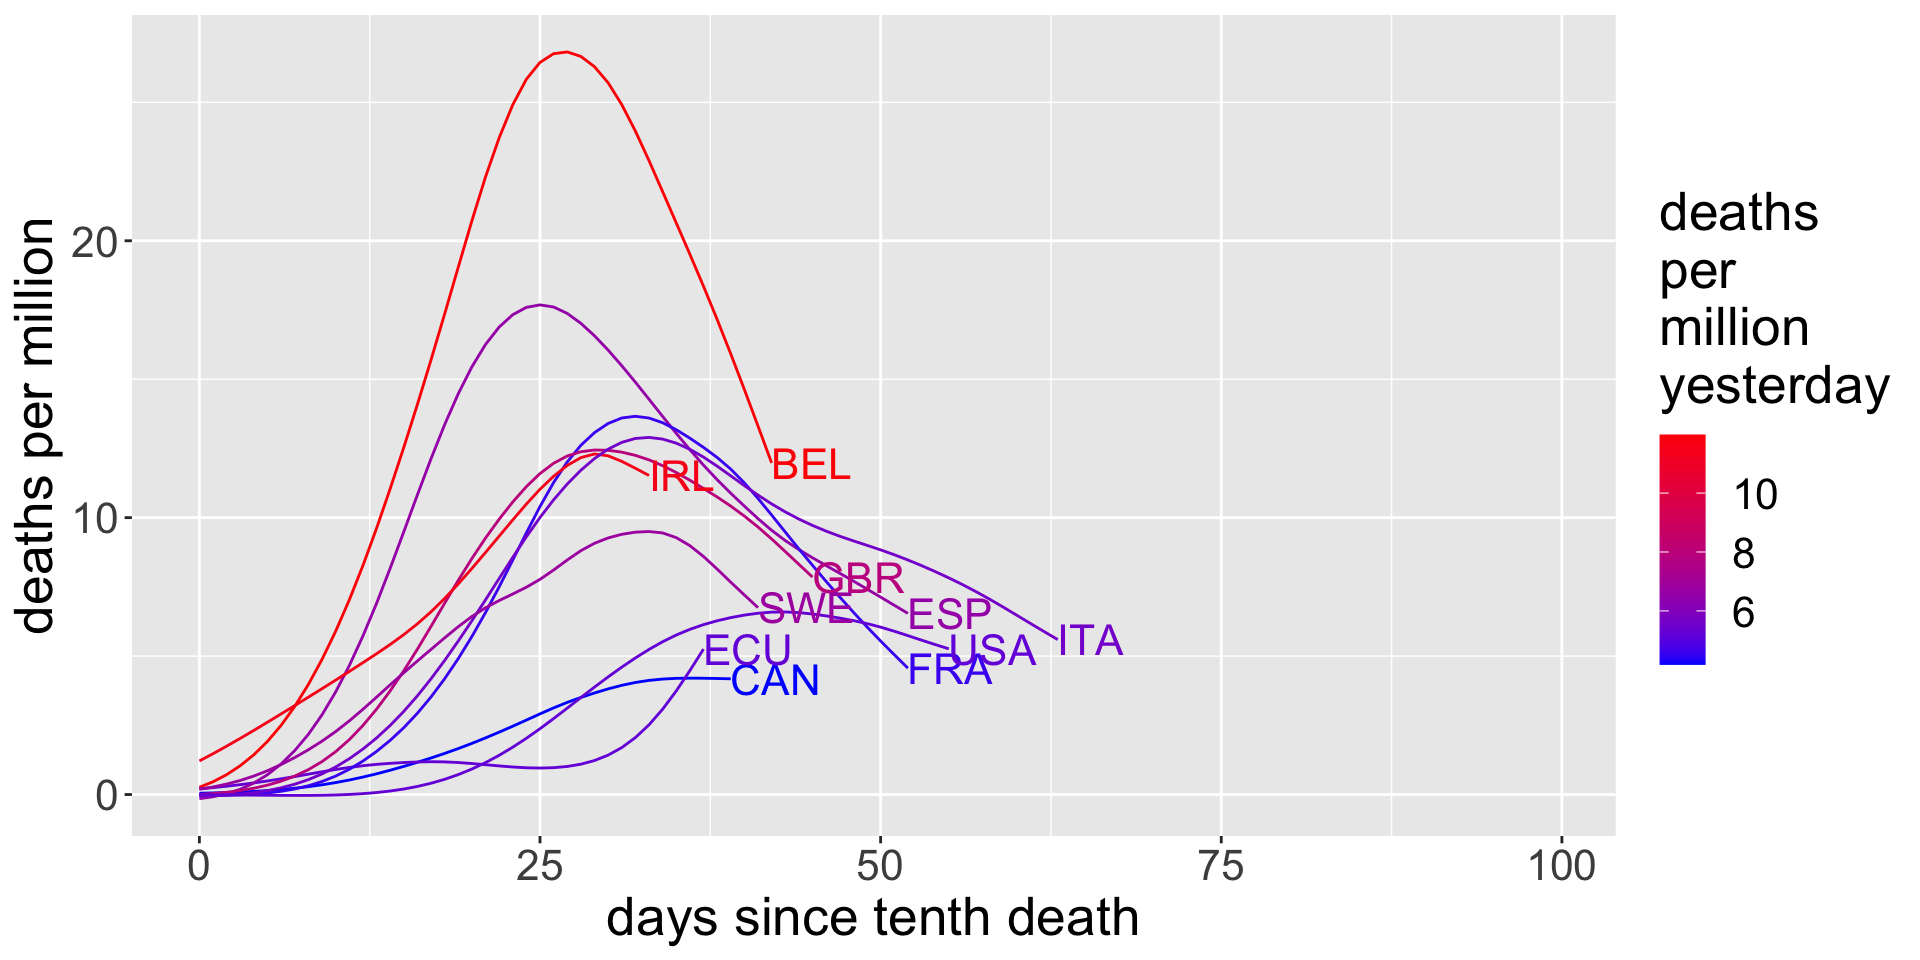 deaths per million
20
10
0
BEL
IRL
GBR
SWE
ESP
ECU
USA
ITA
FRA
CAN
0 25 50 75 100
days since tenth death
deaths
per
million
yesterday
10
8
6